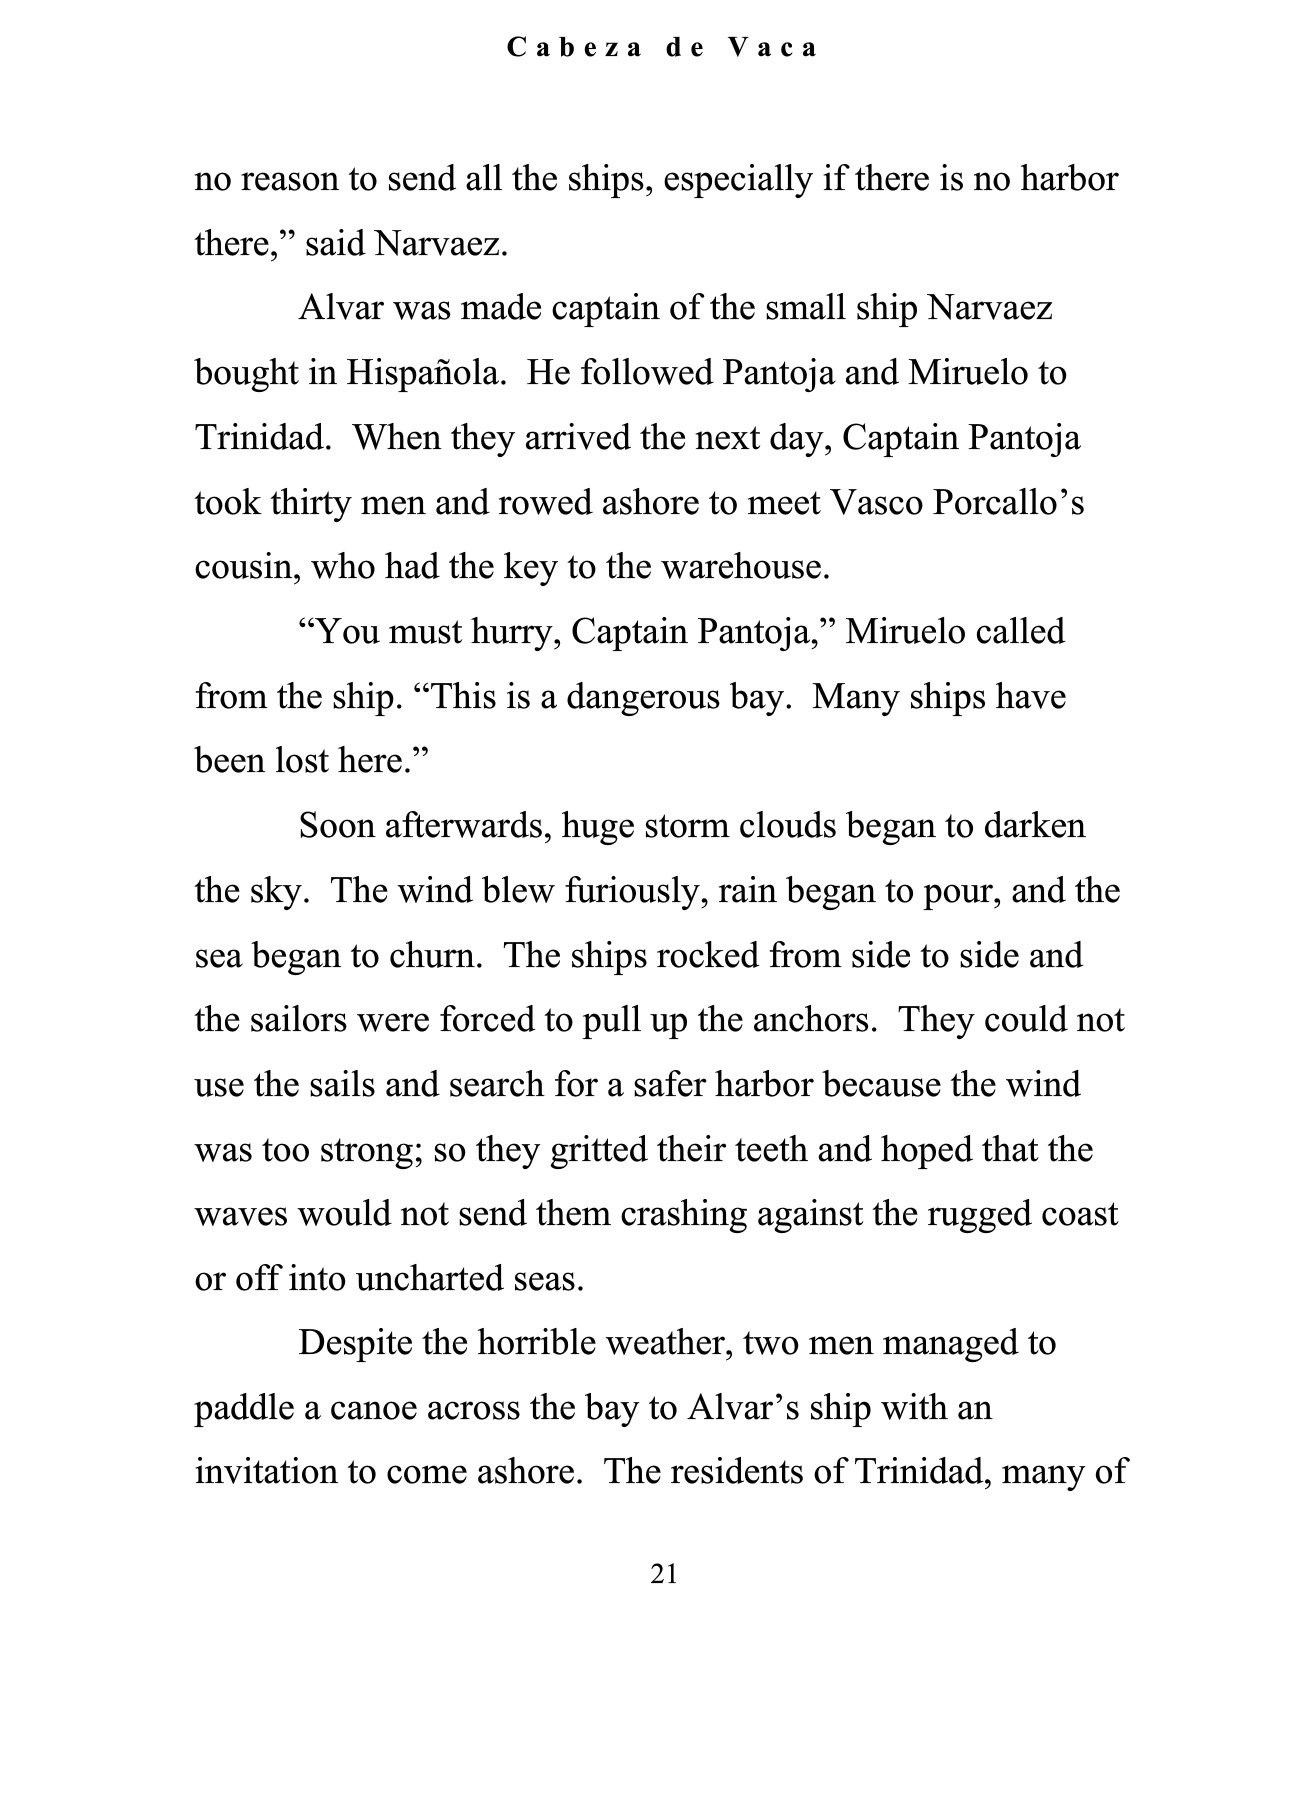 Cabeza de Vaca
no reason to send all the ships, especially if there is no harbor
there,” said Narvaez.
Alvar was made captain of the small ship Narvaez
bought in Hispañola.  He followed Pantoja and Miruelo to
Trinidad.  When they arrived the next day, Captain Pantoja
took thirty men and rowed ashore to meet Vasco Porcallo’s
cousin, who had the key to the warehouse.
“You must hurry, Captain Pantoja,” Miruelo called
from the ship. “This is a dangerous bay.  Many ships have
been lost here.”
Soon afterwards, huge storm clouds began to darken
the sky.  The wind blew furiously, rain began to pour, and the
sea began to churn.  The ships rocked from side to side and
the sailors were forced to pull up the anchors.  They could not
use the sails and search for a safer harbor because the wind
was too strong; so they gritted their teeth and hoped that the
waves would not send them crashing against the rugged coast
or off into uncharted seas.
Despite the horrible weather, two men managed to
paddle a canoe across the bay to Alvar’s ship with an
invitation to come ashore.  The residents of Trinidad, many of
21